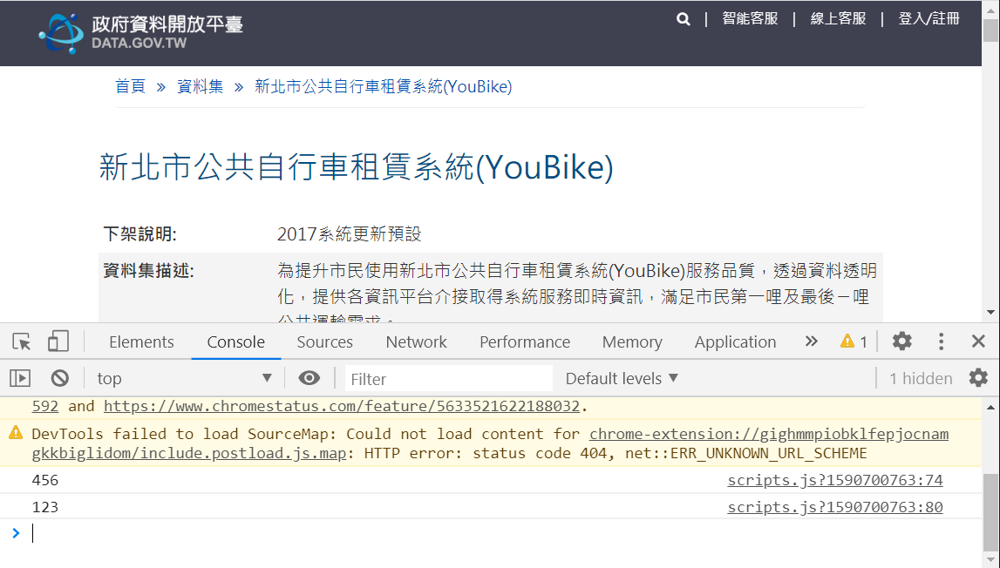 政府資料開放平臺
DATA.GOV.TW
| 智能客服 | 線上客服 | 登入/註冊
首頁 » 資料集 » 新北市公共自行車租賃系統(YouBike)
新北市公共自行車租賃系統(YouBike)
下架說明: 2017系統更新預設
資料集描述: 為提升市民使用新北市公共自行車租賃系統(YouBike)服務品質，透過資料透明
化，提供各資訊平台介接取得系統服務即時資訊，滿足市民第一哩及最後一哩
公共運輸需求。
Elements Console Sources Network Performance Memory Application » 1
top Filter Default levels ▼ 1 hidden
592 and https://www.chromestatus.com/feature/5633521622188032.
DevTools failed to load SourceMap: Could not load content for chrome-extension://gighmmpiobklfepjocnam
gkkbiglidom/include.postload.js.map: HTTP error: status code 404, net::ERR_UNKNOWN_URL_SCHEME
456 scripts.js?1590700763:74
123 scripts.js?1590700763:80